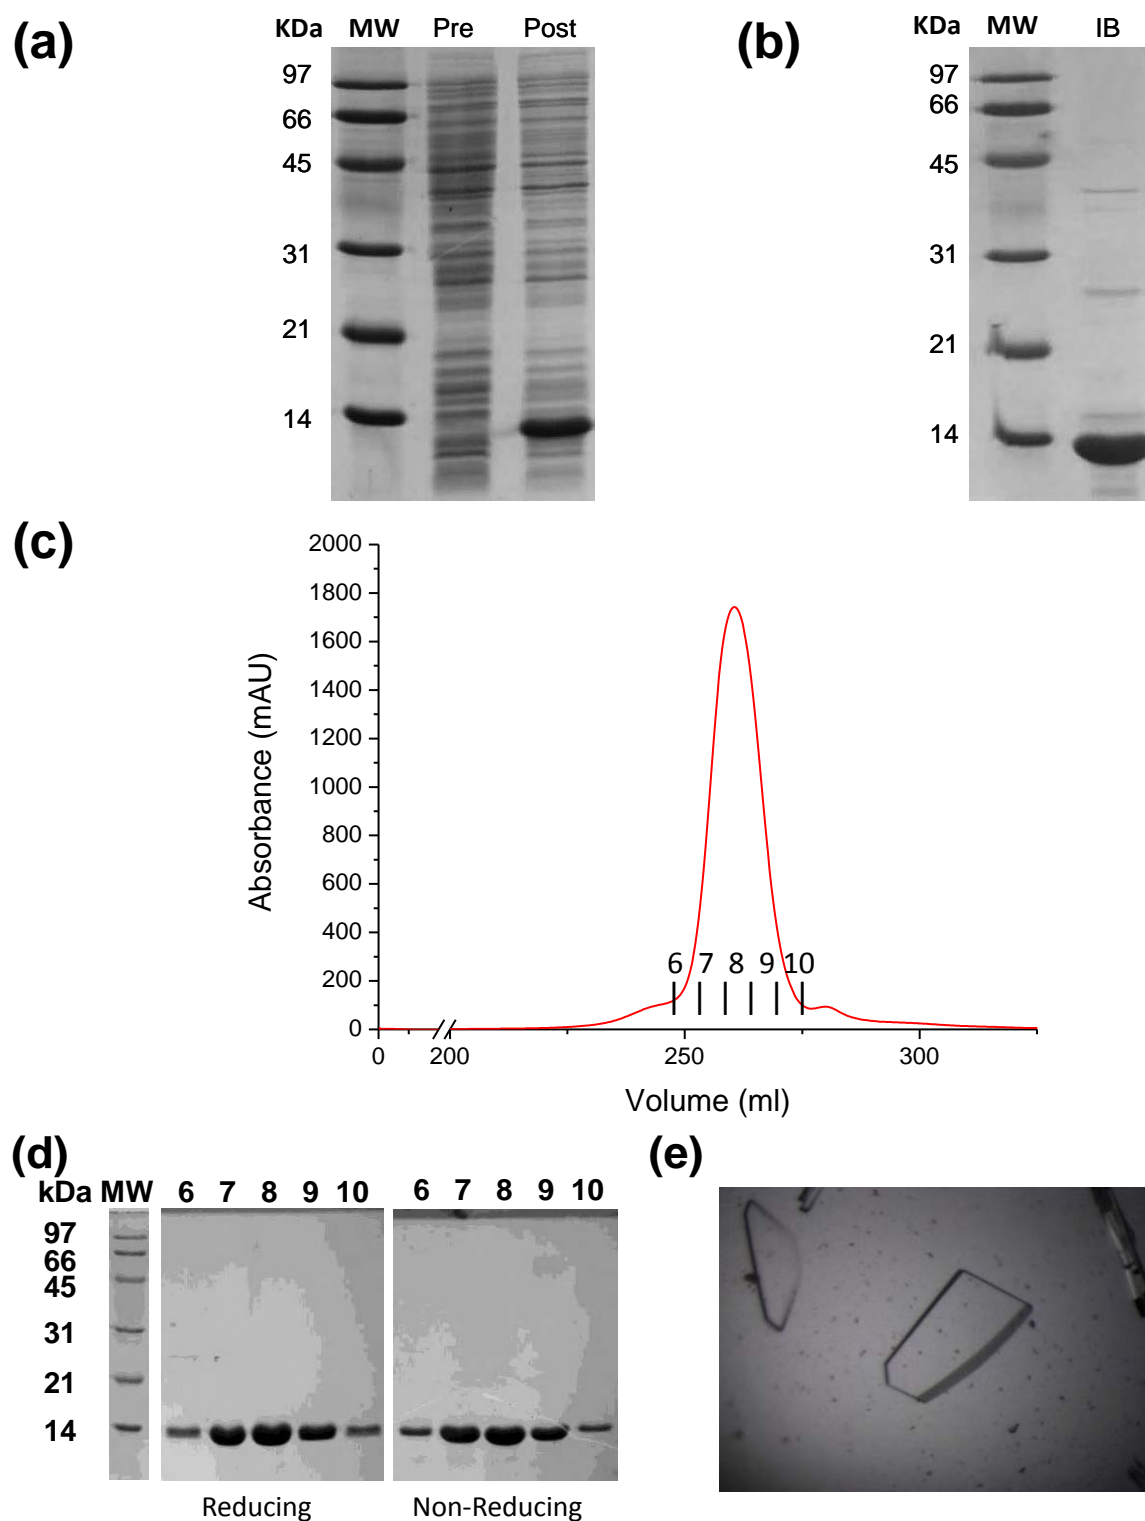 (a)
KDa MW Pre Post
97
66
45
31
21
14
(b)
KDa MW IB
97
66
45
31
21
14
(c)
2000
1800
1600
1400
1200
1000
800
600
400
200
0
Absorbance (mAU)
6 7 8 9 10
0 200 250 300
Volume (ml)
(d)
kDa MW 6 7 8 9 10 6 7 8 9 10
97
66
45
31
21
14
Reducing Non-Reducing
(e)